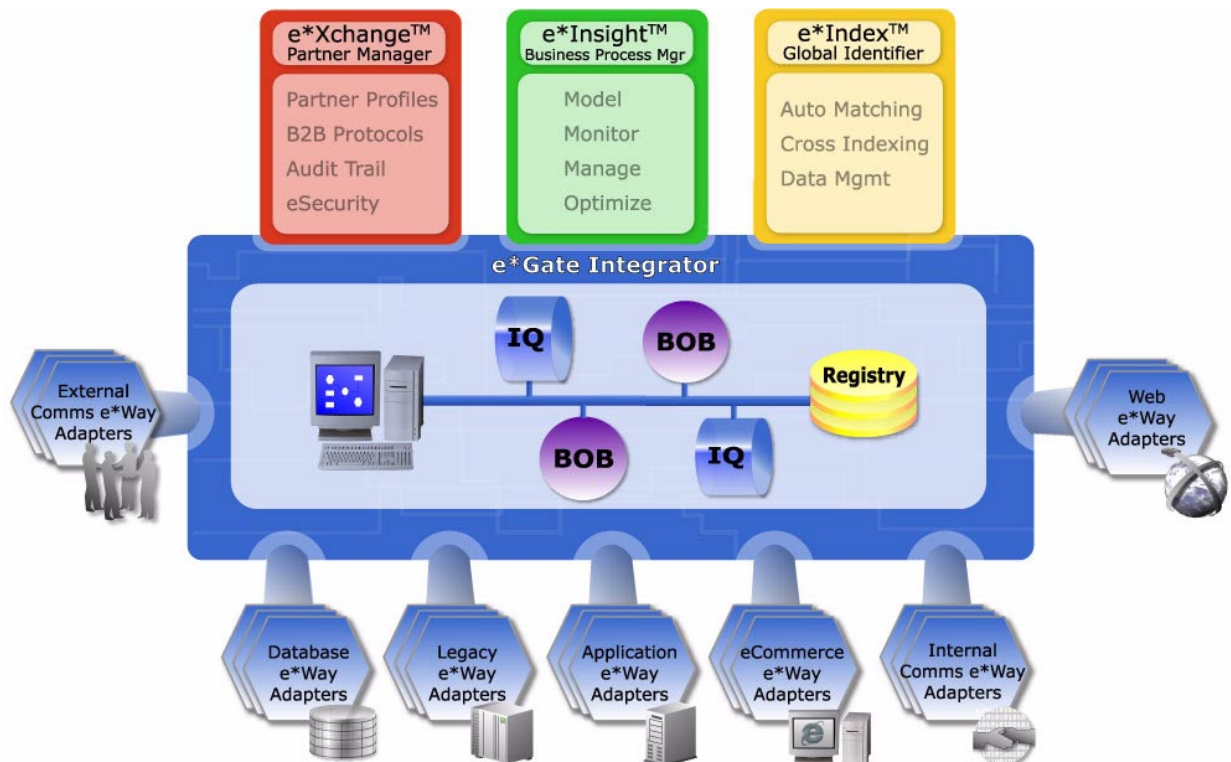 e*Xchange™
Partner Manager
Partner Profiles
B2B Protocols
Audit Trail
eSecurity
e*Insight™
Business Process Mgr
Model
Monitor
Manage
Optimize
e*Index™
Global Identifier
Auto Matching
Cross Indexing
Data Mgmt
e*Gate Integrator
IQ
BOB
Registry
BOB
IQ
External
Comms e*Way
Adapters
Web
e*Way
Adapters
Database
e*Way
Adapters
Legacy
e*Way
Adapters
Application
e*Way
Adapters
eCommerce
e*Way
Adapters
Internal
Comms e*Way
Adapters